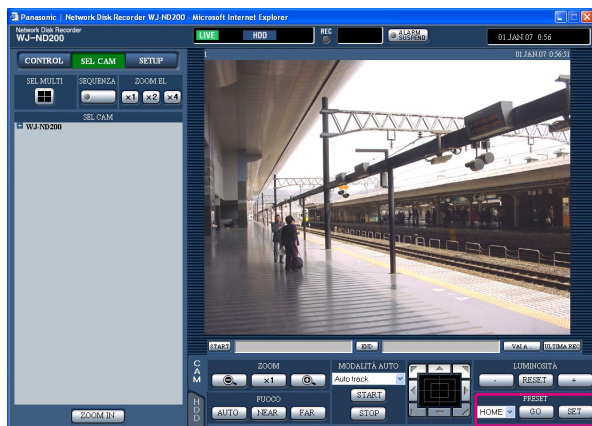 Panasonic | Network Disk Recorder WJ-ND200 - Microsoft Internet Explorer
Network Disk Recorder
WJ-ND200
LIVE HDD REC ALARM SUSPEND 01.JAN.07 0:56
CONTROL SEL CAM SETUP
1 01.JAN.07 0:56:51
SEL MULTI SEQUENZA ZOOM EL
x1 x2 x4
SEL CAM
WJ-ND200
START END VAI A ULTIMA REC
CAM
ZOOM MODALITÀ AUTO LUMINOSITÀ
x1 Auto track - RESET +
FUOCO START PRESET
HDD
AUTO NEAR FAR STOP HOME GO SET
ZOOM IN